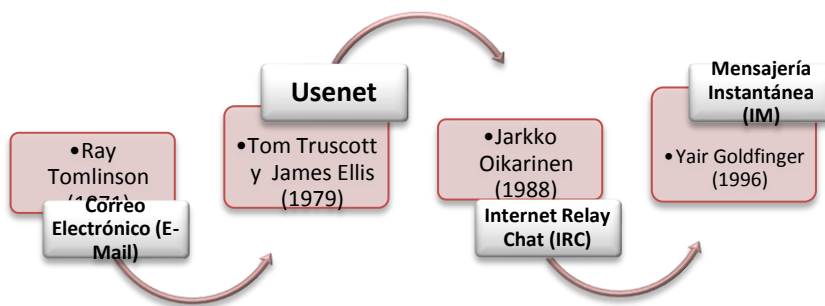 •Ray
Tomlinson
(1971)
Correo
Electrónico (E-
Mail)
Usenet
•Tom Truscott
y James Ellis
(1979)
•Jarkko
Oikarinen
(1988)
Internet Relay
Chat (IRC)
Mensajería
Instantánea
(IM)
•Yair Goldfinger
(1996)